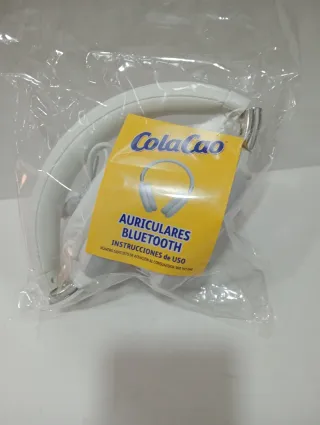 ColaCao
AURICULARES
BLUETOOTH
INSTRUCCIONES de USO